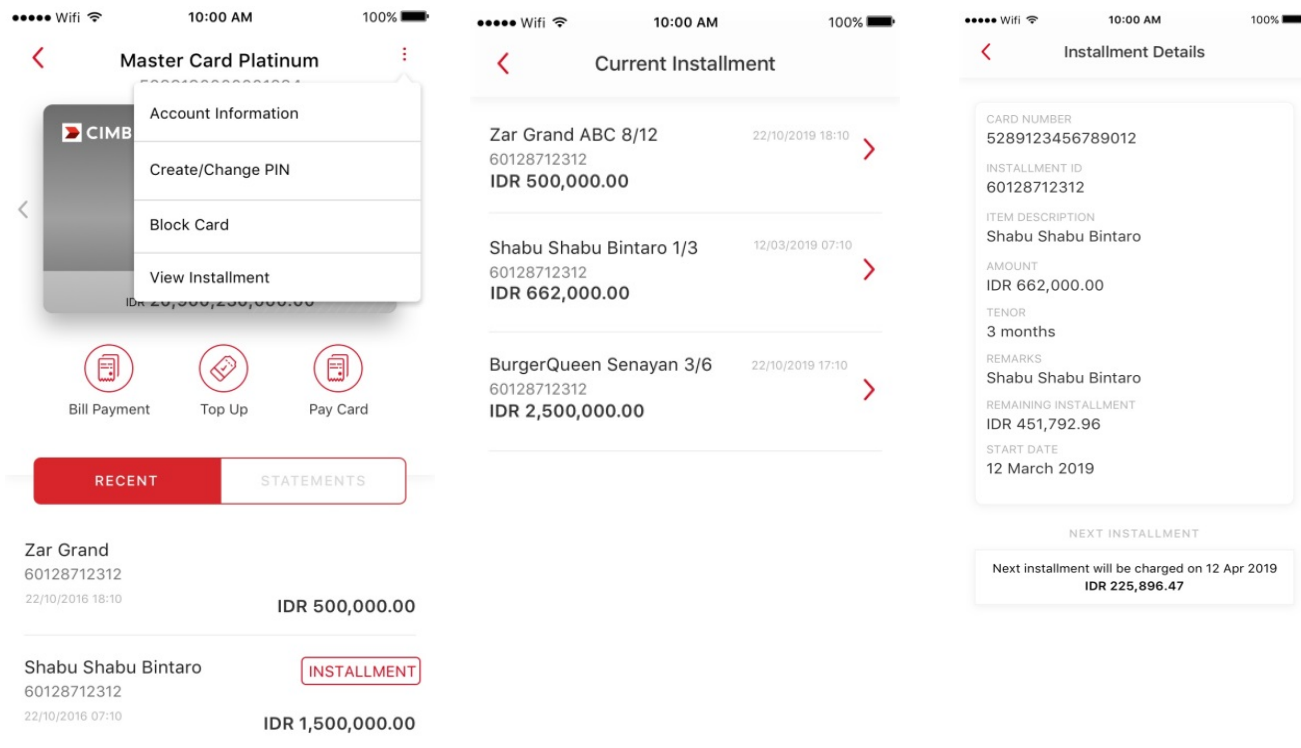 Wifi 10:00 AM 100%
Master Card Platinum
CIMB
Account Information
Create/Change PIN
Block Card
View Installment
IDR
Bill Payment Top Up Pay Card
RECENT STATEMENTS
Zar Grand
60128712312
22/10/2016 18:10
IDR 500,000.00
Shabu Shabu Bintaro
INSTALLMENT
60128712312
22/10/2016 07:10
IDR 1,500,000.00
Wifi 10:00 AM 100%
Current Installment
Zar Grand ABC 8/12 22/10/2019 18:10
60128712312
IDR 500,000.00
Shabu Shabu Bintaro 1/3 12/03/2019 07:10
60128712312
IDR 662,000.00
BurgerQueen Senayan 3/6 22/10/2019 17:10
60128712312
IDR 2,500,000.00
Wifi 10:00 AM 100%
Installment Details
CARD NUMBER
5289123456789012
INSTALLMENT ID
60128712312
ITEM DESCRIPTION
Shabu Shabu Bintaro
AMOUNT
IDR 662,000.00
TENOR
3 months
REMARKS
Shabu Shabu Bintaro
REMAINING INSTALLMENT
IDR 451,792.96
START DATE
12 March 2019
NEXT INSTALLMENT
Next installment will be charged on 12 Apr 2019
IDR 225,896.47